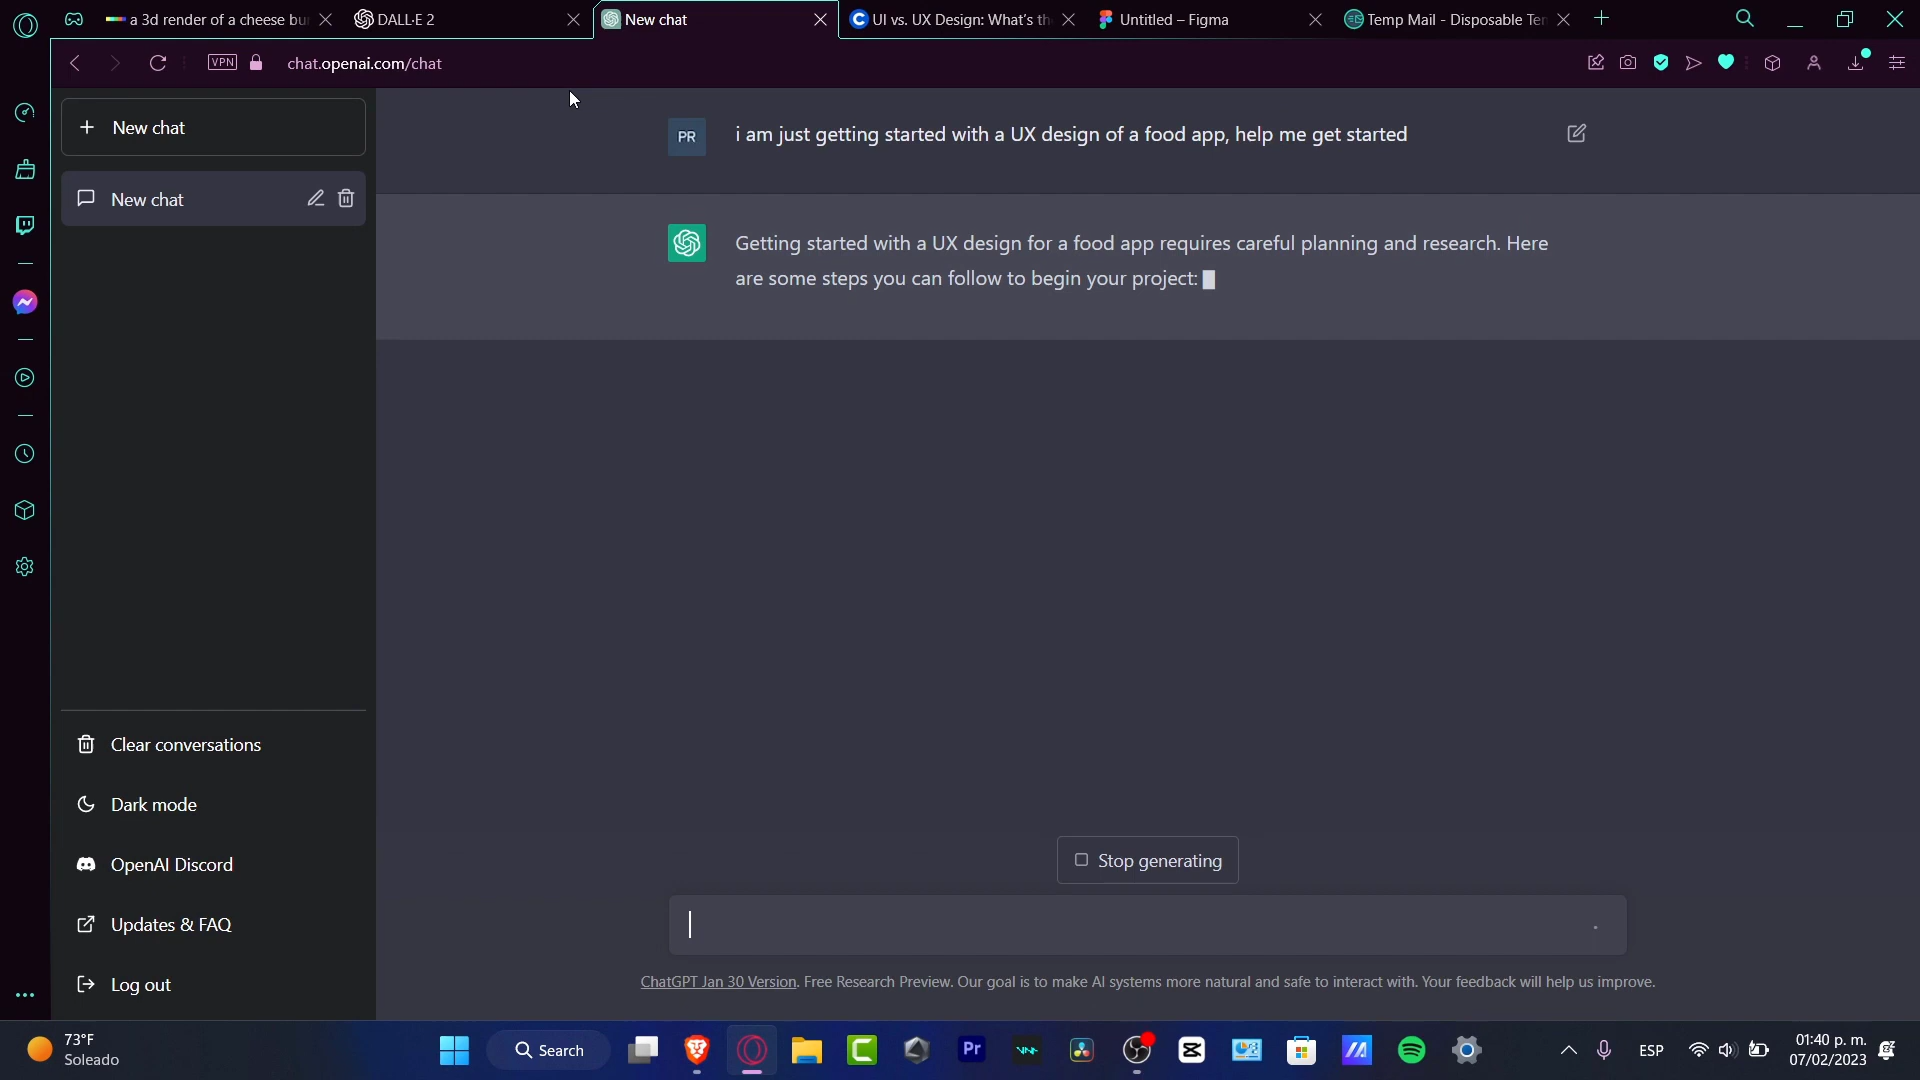 a 3d render of a cheese bu
DALL·E 2
New chat
UI vs. UX Design: What's th
Untitled – Figma
Temp Mail - Disposable Ten
VPN
chat.openai.com/chat
New chat
New chat
PR
i am just getting started with a UX design of a food app, help me get started
Getting started with a UX design for a food app requires careful planning and research. Here
are some steps you can follow to begin your project:
Clear conversations
Dark mode
OpenAI Discord
Updates & FAQ
Log out
Stop generating
ChatGPT Jan 30 Version. Free Research Preview. Our goal is to make AI systems more natural and safe to interact with. Your feedback will help us improve.
73°F
Soleado
Search
Pr
ESP
01:40 p. m.
07/02/2023